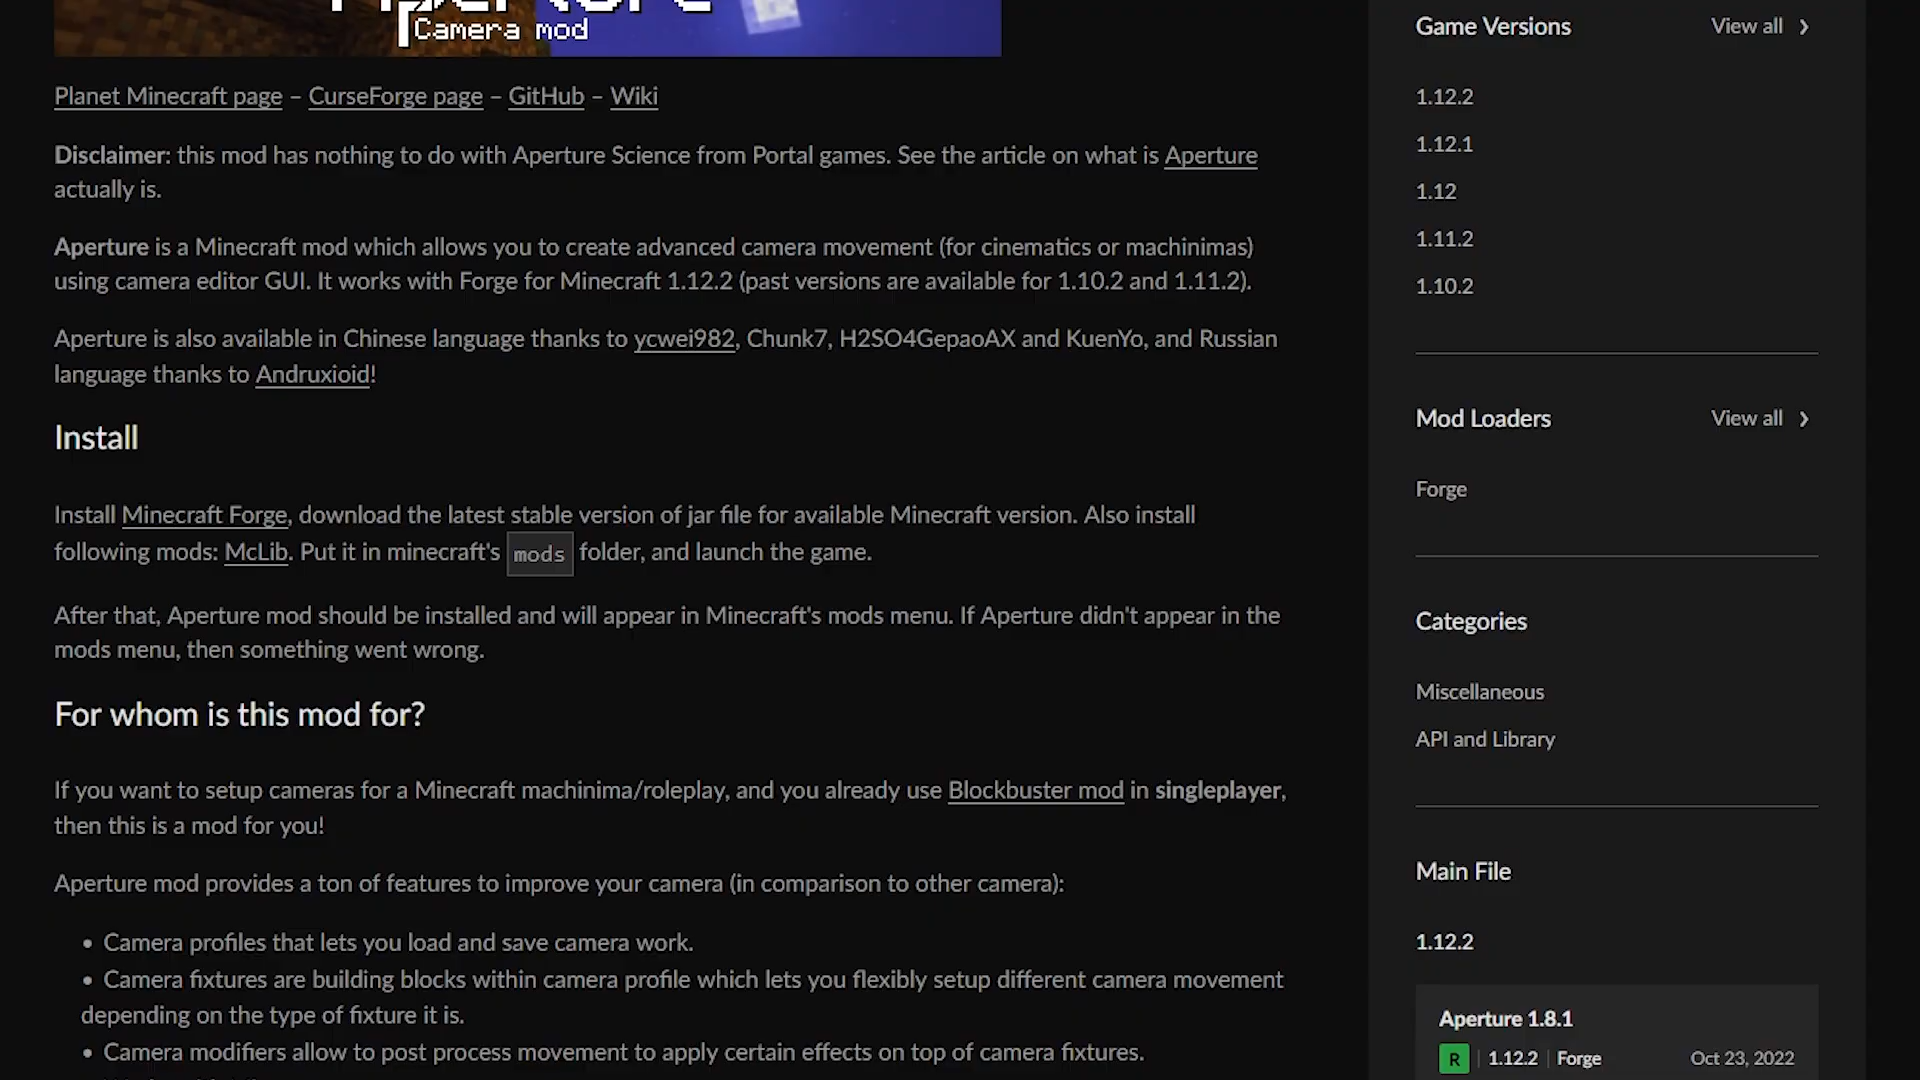 Camera mod
Planet Minecraft page – CurseForge page – GitHub – Wiki
Disclaimer: this mod has nothing to do with Aperture Science from Portal games. See the article on what is Aperture
actually is.
Aperture is a Minecraft mod which allows you to create advanced camera movement (for cinematics or machinimas)
using camera editor GUI. It works with Forge for Minecraft 1.12.2 (past versions are available for 1.10.2 and 1.11.2).
Aperture is also available in Chinese language thanks to ycwei982, Chunk7, H2SO4GepaoAX and KuenYo, and Russian
language thanks to Andruxioid!
Install
Install Minecraft Forge, download the latest stable version of jar file for available Minecraft version. Also install
following mods: McLib. Put it in minecraft's mods folder, and launch the game.
After that, Aperture mod should be installed and will appear in Minecraft's mods menu. If Aperture didn't appear in the
mods menu, then something went wrong.
For whom is this mod for?
If you want to setup cameras for a Minecraft machinima/roleplay, and you already use Blockbuster mod in singleplayer,
then this is a mod for you!
Aperture mod provides a ton of features to improve your camera (in comparison to other camera):
• Camera profiles that lets you load and save camera work.
• Camera fixtures are building blocks within camera profile which lets you flexibly setup different camera movement
depending on the type of fixture it is.
• Camera modifiers allow to post process movement to apply certain effects on top of camera fixtures.
Game Versions View all
1.12.2
1.12.1
1.12
1.11.2
1.10.2
Mod Loaders View all
Forge
Categories
Miscellaneous
API and Library
Main File
1.12.2
Aperture 1.8.1
R 1.12.2 Forge Oct 23, 2022